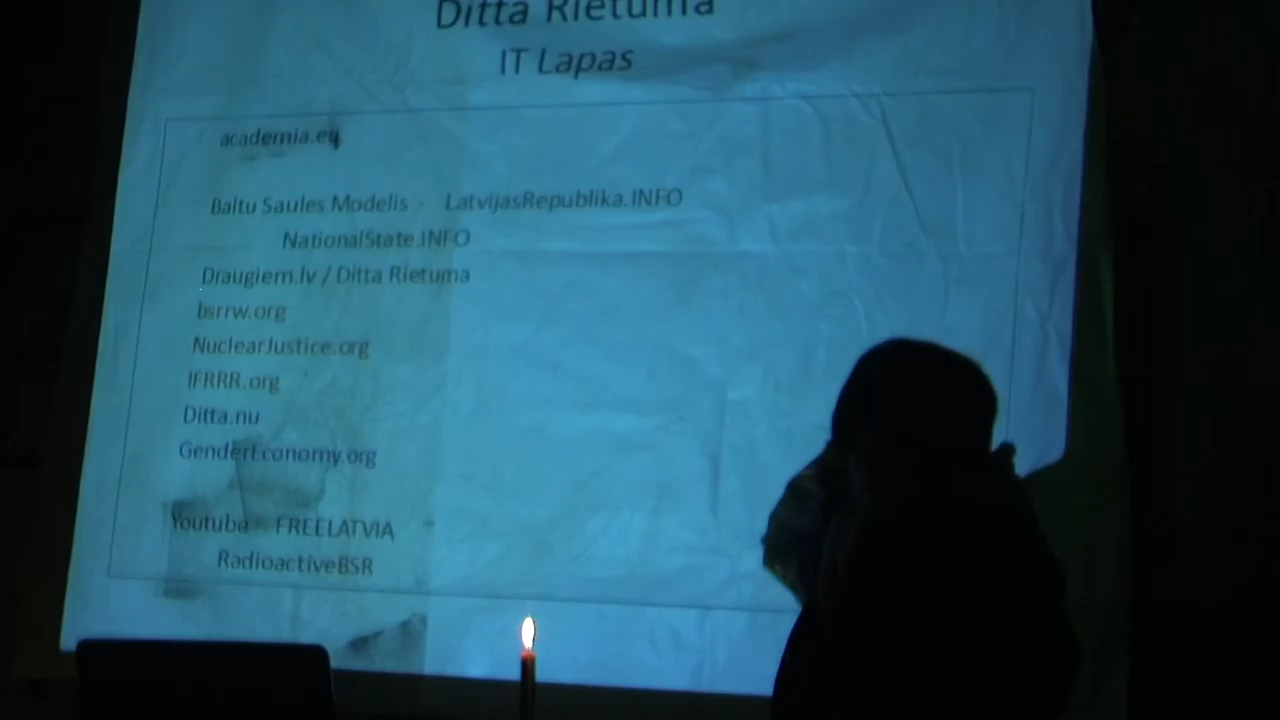 Ditta Rietuma
IT Lapas
academia.eu
Baltu Saules Modelis - LatvijasRepublika.INFO
NationalState.INFO
Draugiem.lv / Ditta Rietuma
bsrrw.org
NuclearJustice.org
IFRRR.org
Ditta.nu
GenderEconomy.org
Youtube - FREELATVIA
RadioactiveBSR